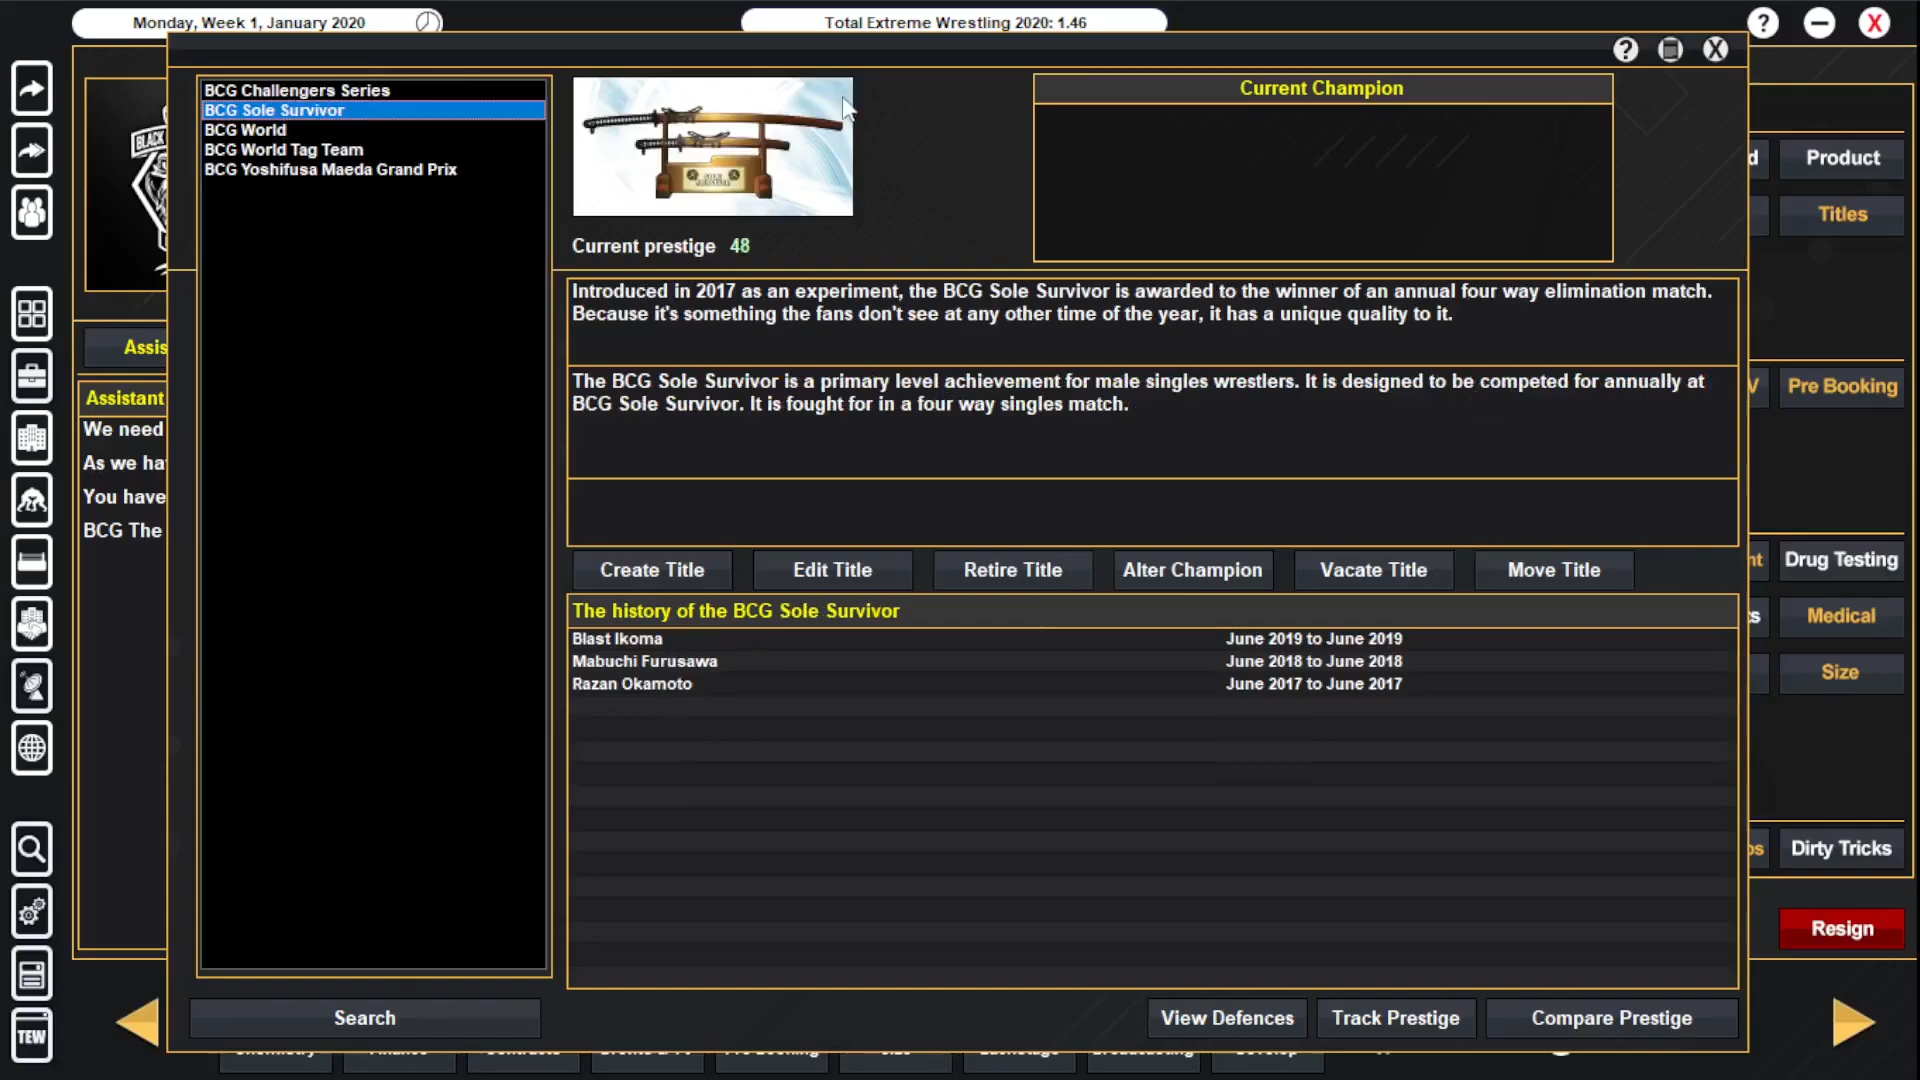 Monday, Week 1, January 2020
Total Extreme Wrestling 2020: 1.46
? – X
? X
BCG Challengers Series
BCG Sole Survivor
BCG World
BCG World Tag Team
BCG Yoshifusa Maeda Grand Prix
BLACK
Current prestige 48
Current Champion
Introduced in 2017 as an experiment, the BCG Sole Survivor is awarded to the winner of an annual four way elimination match.
Because it's something the fans don't see at any other time of the year, it has a unique quality to it.
The BCG Sole Survivor is a primary level achievement for male singles wrestlers. It is designed to be competed for annually at
BCG Sole Survivor. It is fought for in a four way singles match.
Create Title
Edit Title
Retire Title
Alter Champion
Vacate Title
Move Title
The history of the BCG Sole Survivor
Blast Ikoma June 2019 to June 2019
Mabuchi Furusawa June 2018 to June 2018
Razan Okamoto June 2017 to June 2017
Search
View Defences
Track Prestige
Compare Prestige
Assis
Assistant
We need
As we ha
You have
BCG The
d Product
Titles
V Pre Booking
nt Drug Testing
s Medical
Size
os Dirty Tricks
Resign
TEW